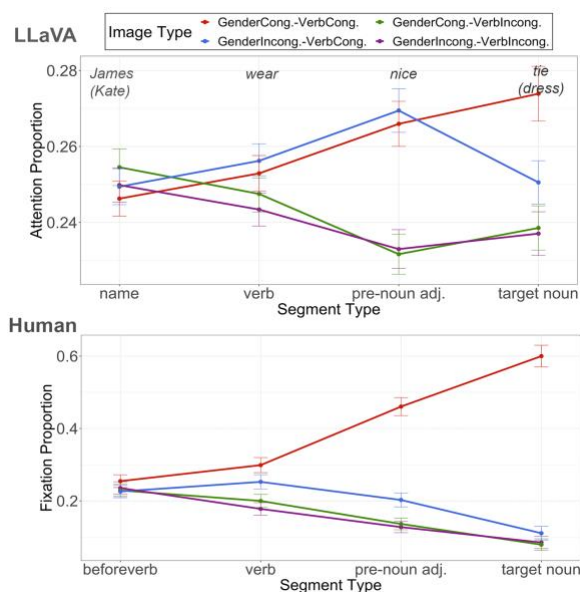 LLaVA
Image Type
GenderCong.-VerbCong.
GenderCong.-VerbIncong.
GenderIncong.-VerbCong.
GenderIncong.-VerbIncong.
0.28
0.26
0.24
Attention Proportion
James
(Kate)
wear
nice
tie
(dress)
name
verb
pre-noun adj.
target noun
Segment Type
Human
0.6
0.4
0.2
Fixation Proportion
beforeverb
verb
pre-noun adj.
target noun
Segment Type